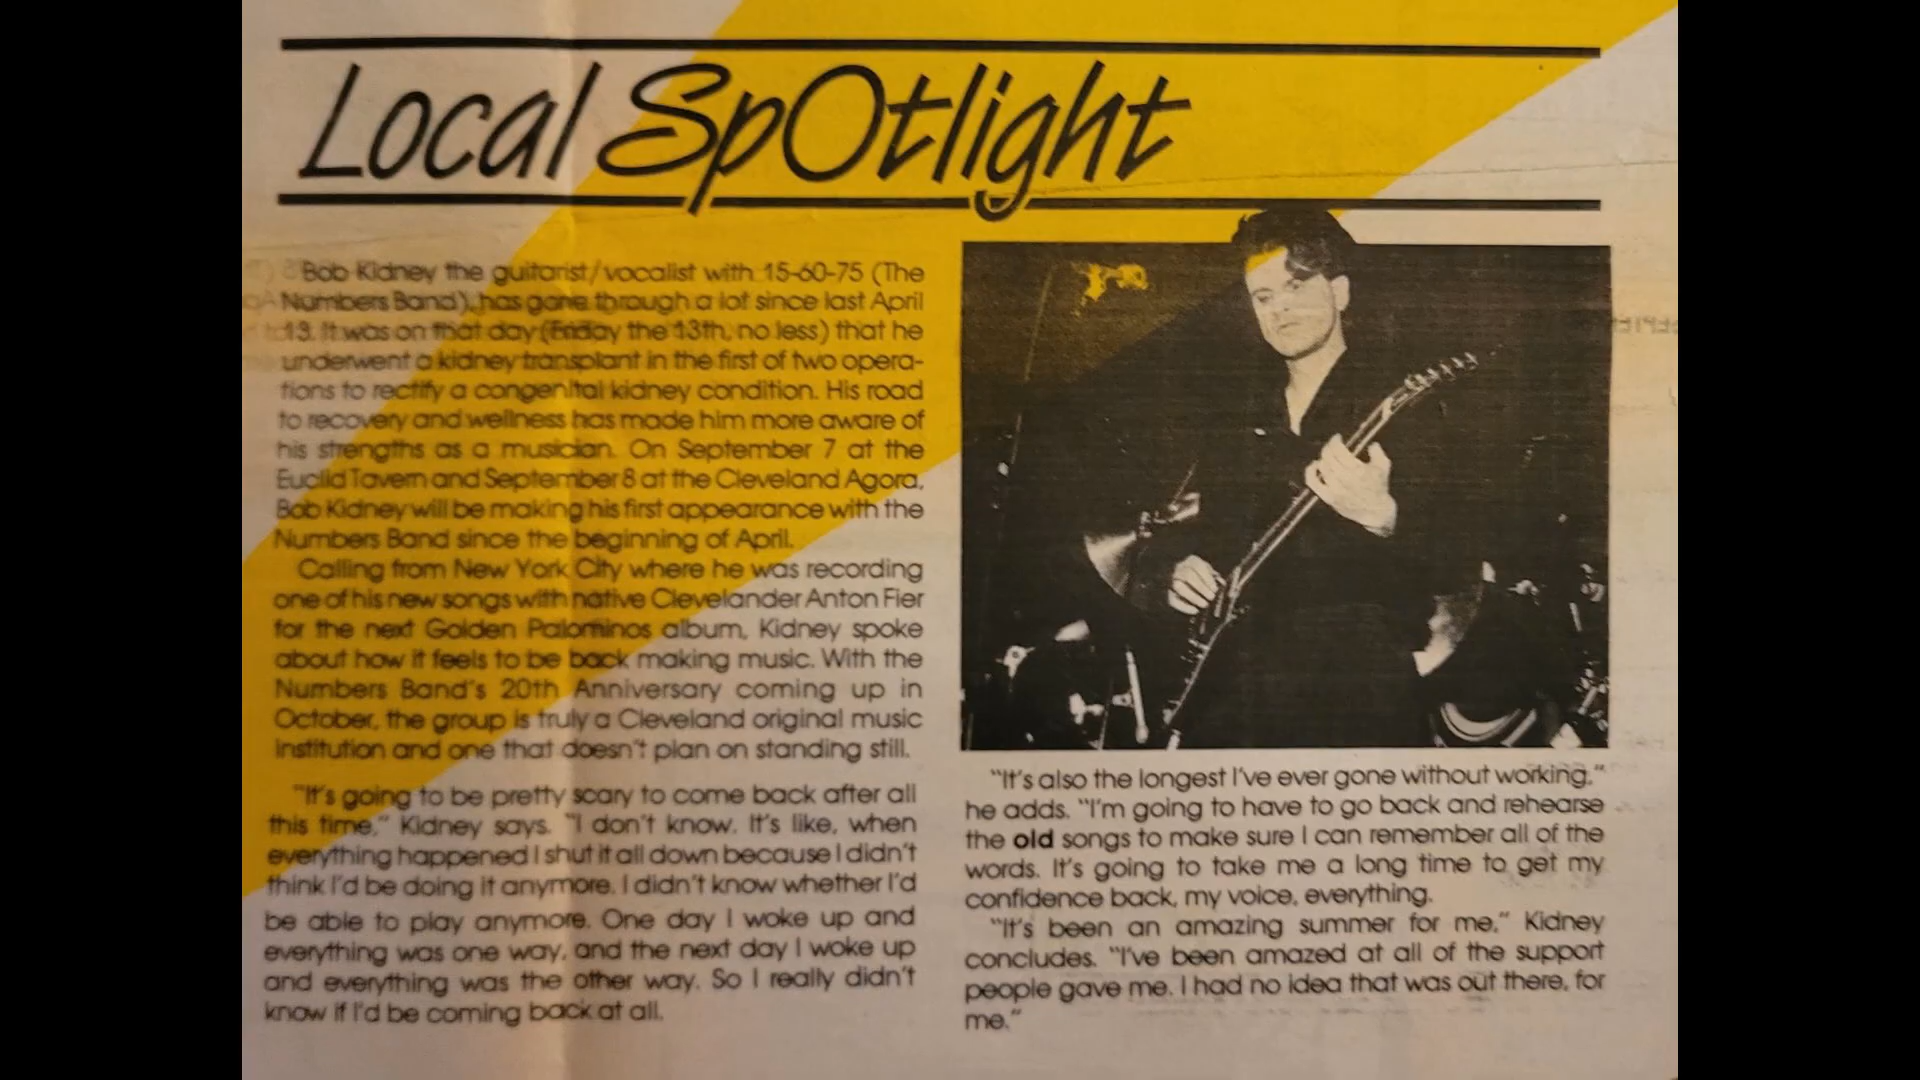 Local SpOtlight
Bob Kidney the guitarist/vocalist with 15-60-75 (The
Numbers Band), has gone through a lot since last April
13. It was on that day (Friday the 13th, no less) that he
underwent a kidney transplant in the first of two opera-
tions to rectify a congenital kidney condition. His road
to recovery and wellness has made him more aware of
his strengths as a musician. On September 7 at the
Euclid Tavern and September 8 at the Cleveland Agora,
Bob Kidney will be making his first appearance with the
Numbers Band since the beginning of April.
Calling from New York City where he was recording
one of his new songs with native Clevelander Anton Fier
for the next Golden Palominos album, Kidney spoke
about how it feels to be back making music. With the
Numbers Band's 20th Anniversary coming up in
October, the group is truly a Cleveland original music
institution and one that doesn't plan on standing still.
"It's going to be pretty scary to come back after all
this time," Kidney says. "I don't know. It's like, when
everything happened I shut it all down because I didn't
think I'd be doing it anymore. I didn't know whether I'd
be able to play anymore. One day I woke up and
everything was one way, and the next day I woke up
and everything was the other way. So I really didn't
know if I'd be coming back at all.
"It's also the longest I've ever gone without working,"
he adds. "I'm going to have to go back and rehearse
the old songs to make sure I can remember all of the
words. It's going to take me a long time to get my
confidence back, my voice, everything.
"It's been an amazing summer for me," Kidney
concludes. "I've been amazed at all of the support
people gave me. I had no idea that was out there, for
me."